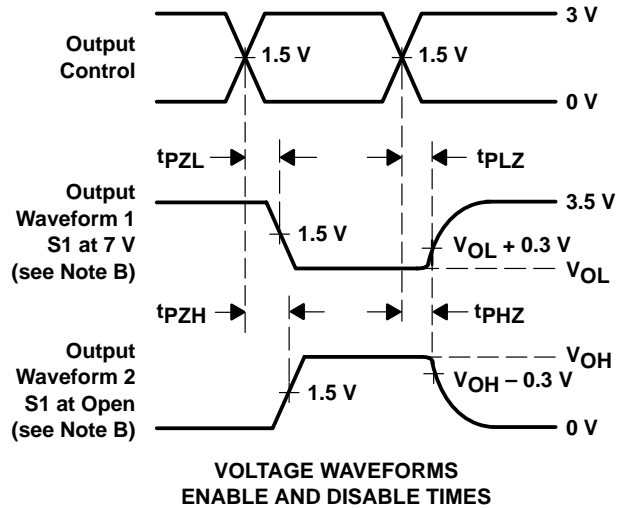 3 V
Output
Control
1.5 V
1.5 V
0 V
tPZL
tPLZ
Output
Waveform 1
S1 at 7 V
(see Note B)
3.5 V
1.5 V
VOL + 0.3 V
VOL
tPZH
tPHZ
Output
Waveform 2
S1 at Open
(see Note B)
VOH
1.5 V
VOH – 0.3 V
0 V
VOLTAGE WAVEFORMS
ENABLE AND DISABLE TIMES